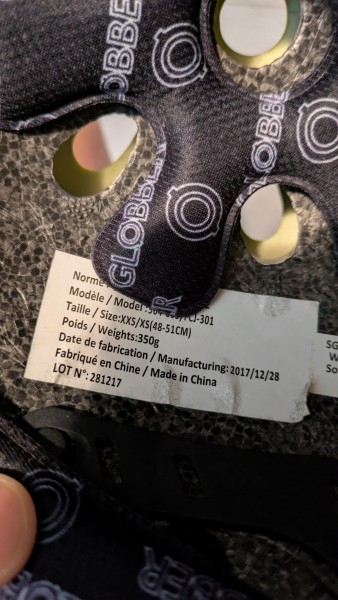 GLOBBER
GLOBBER
Norme
Modèle / Model
Taille / Size:XXS/XS(48-51CM)
Poids / Weights:350g
Date de fabrication / Manufacturing: 2017/12/28
Fabriqué en Chine / Made in China
LOT N°: 281217
SG